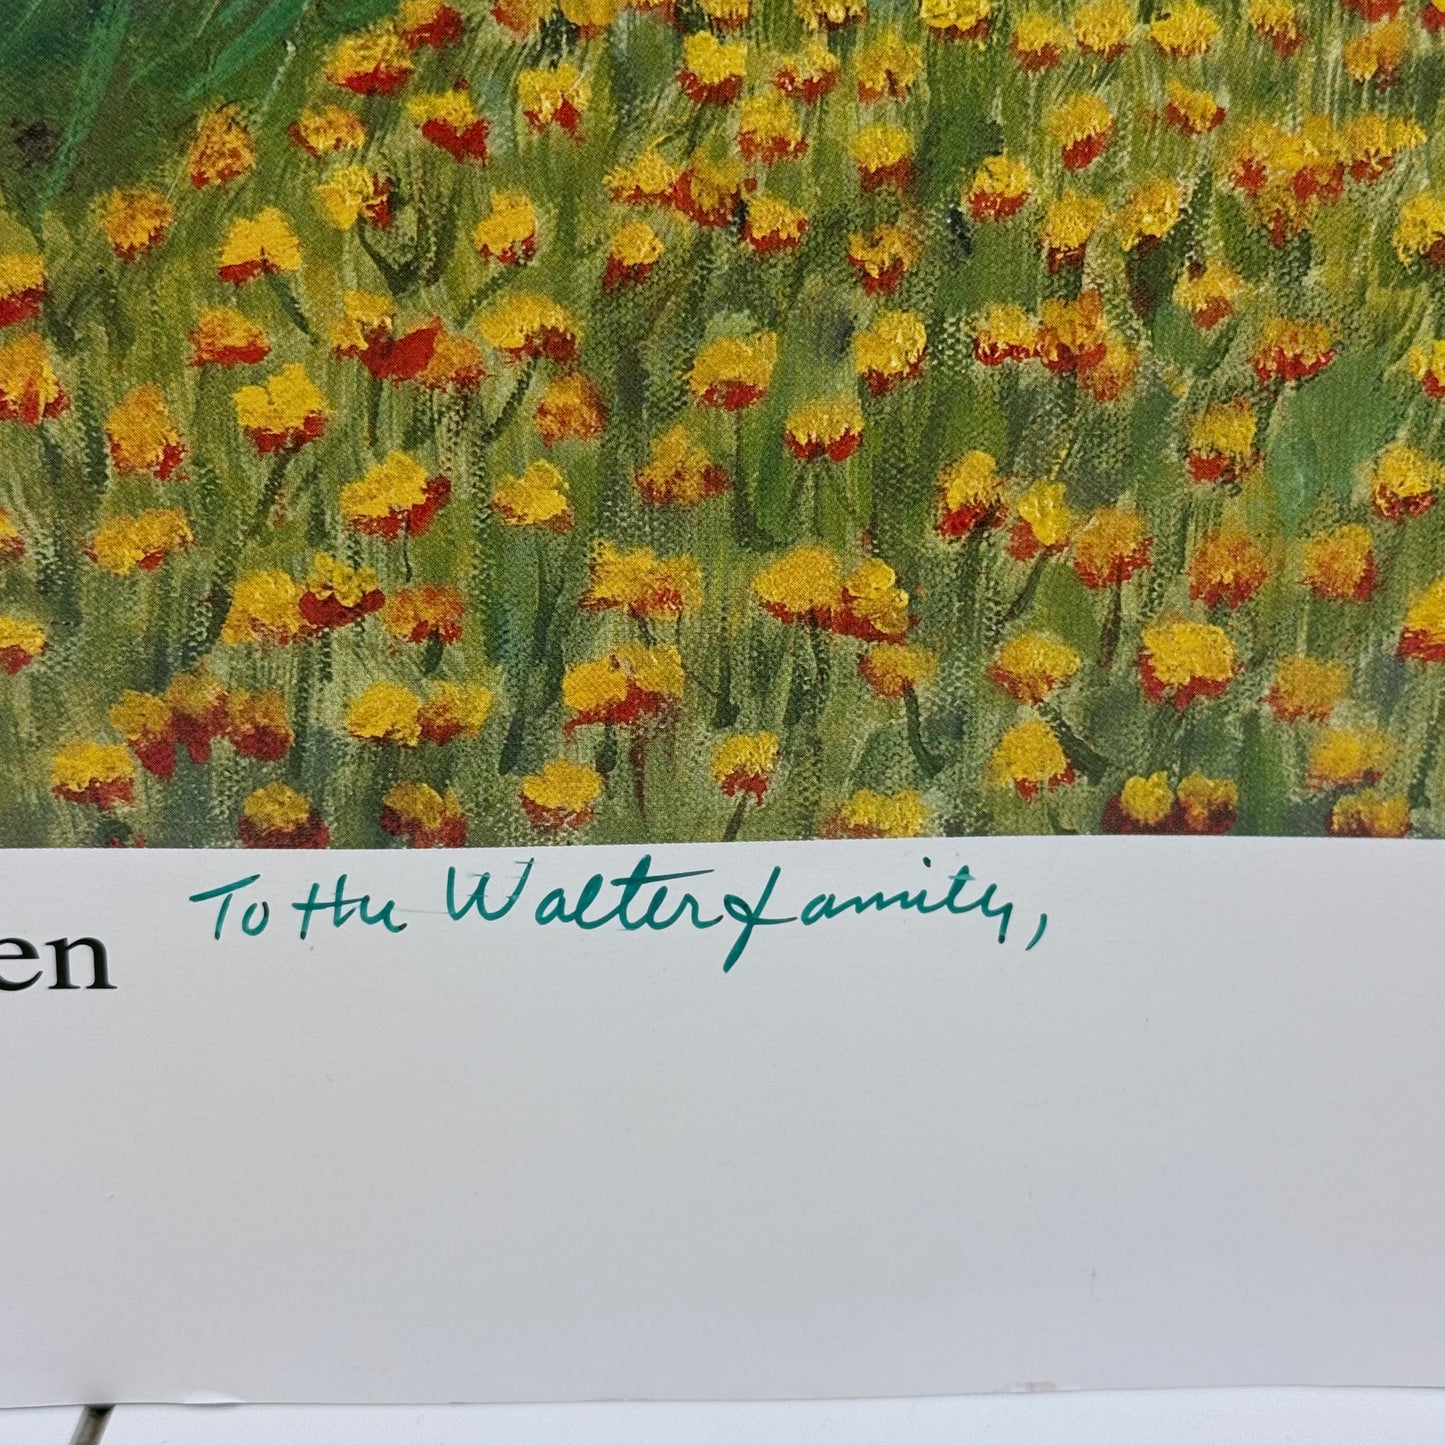 To the Walter family,
en